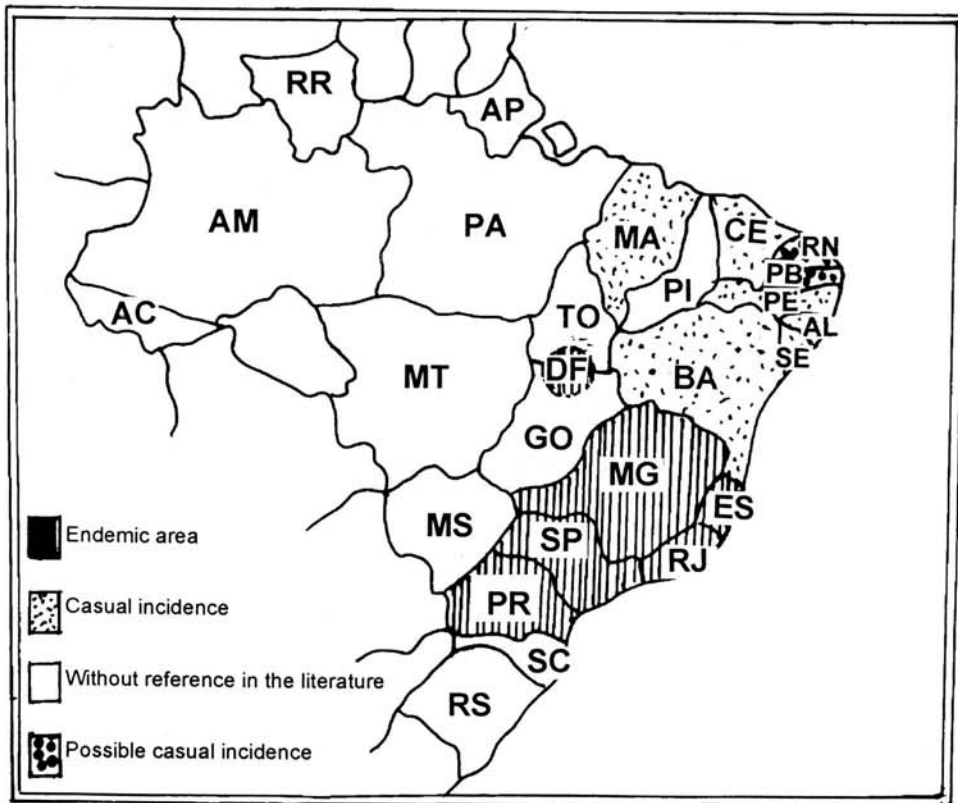 RR
AP
AM
PA
MA
CE
RN
PB
PI
PE
AC
TO
AL
SE
DF
MT
BA
GO
MG
ES
MS
SP
RJ
PR
SC
RS
Endemic area
Casual incidence
Without reference in the literature
Possible casual incidence